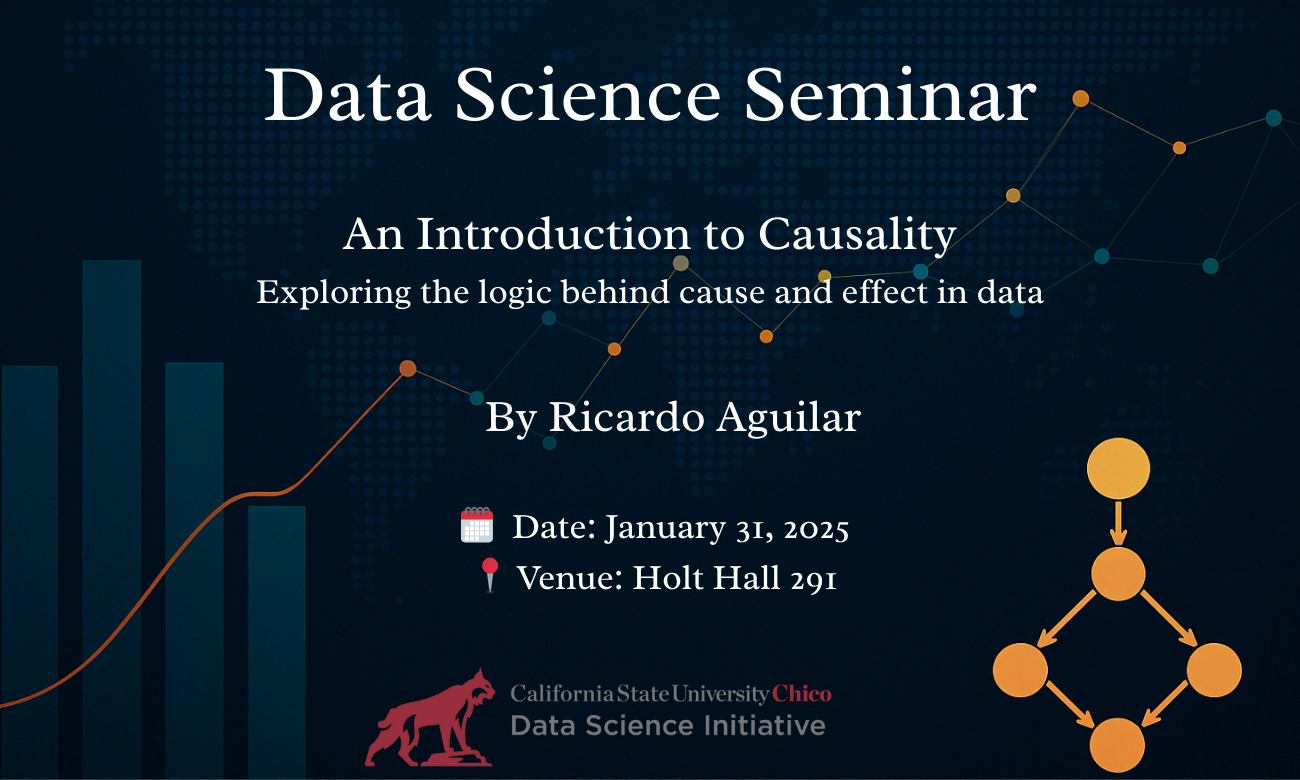 Data Science Seminar
An Introduction to Causality
Exploring the logic behind cause and effect in data
By Ricardo Aguilar
Date: January 31, 2025
Venue: Holt Hall 291
California State University Chico
Data Science Initiative